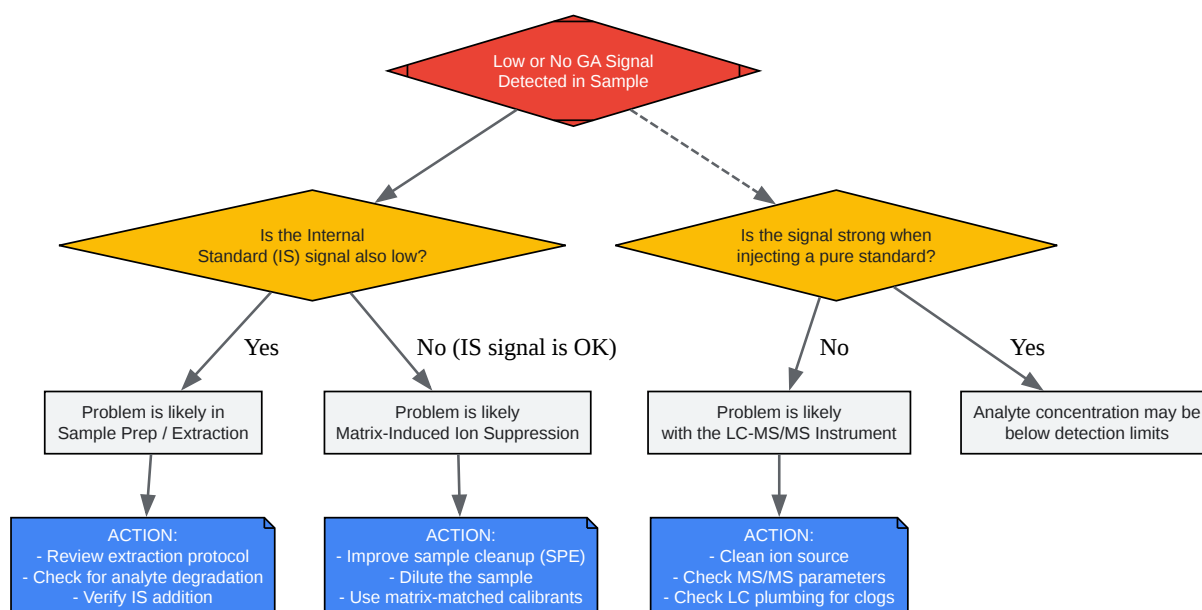 Low or No GA Signal
Detected in Sample
Is the Internal
Standard (IS) signal also low?
Is the signal strong when
injecting a pure standard?
Yes
No (IS signal is OK)
No
Yes
Problem is likely in
Sample Prep / Extraction
Problem is likely
Matrix-Induced Ion Suppression
Problem is likely
with the LC-MS/MS Instrument
Analyte concentration may be
below detection limits
ACTION:
- Review extraction protocol
- Check for analyte degradation
- Verify IS addition
ACTION:
- Improve sample cleanup (SPE)
- Dilute the sample
- Use matrix-matched calibrants
ACTION:
- Clean ion source
- Check MS/MS parameters
- Check LC plumbing for clogs